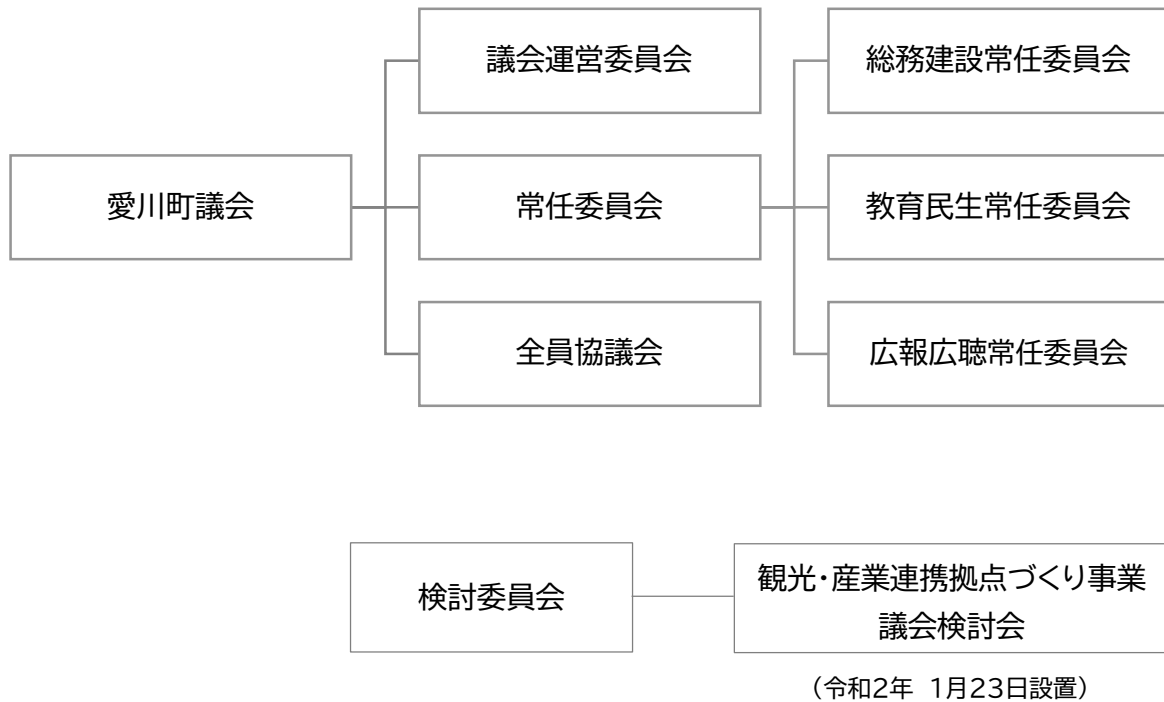 議会運営委員会
総務建設常任委員会
愛川町議会
常任委員会
教育民生常任委員会
全員協議会
広報広聴常任委員会
検討委員会
観光・産業連携拠点づくり事業
議会検討会
（令和2年 1月23日設置）